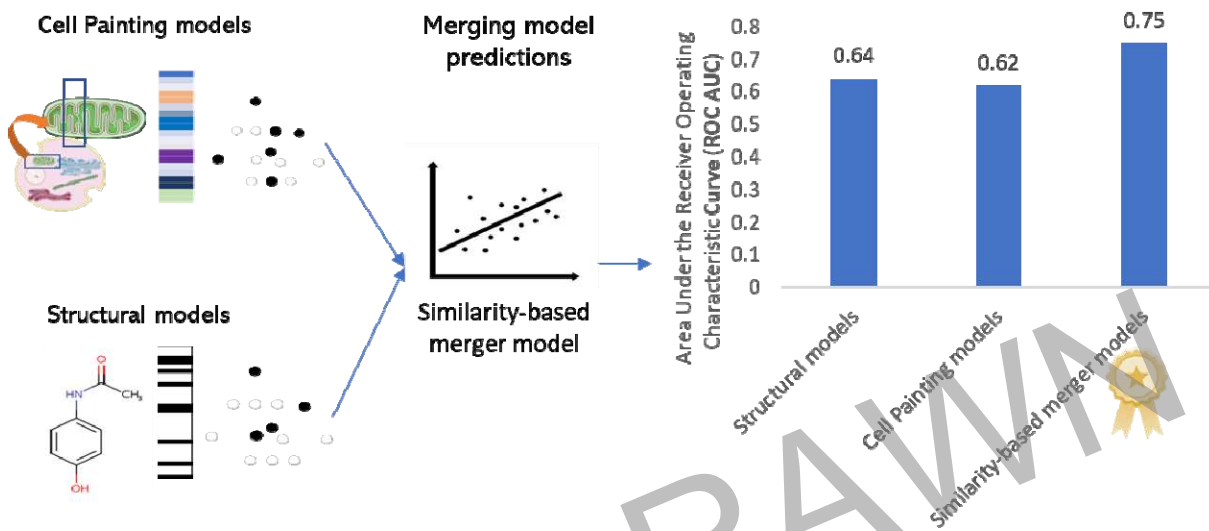 Cell Painting models
Merging model
predictions
Similarity-based
merger model
Structural models
O
HN
CH3
OH
Area Under the Receiver Operating
Characteristic Curve (ROC AUC)
0.8
0.7
0.6
0.5
0.4
0.3
0.2
0.1
0
0.64
0.62
0.75
Structural models
Cell Painting models
Similarity-based merger models
RAWN